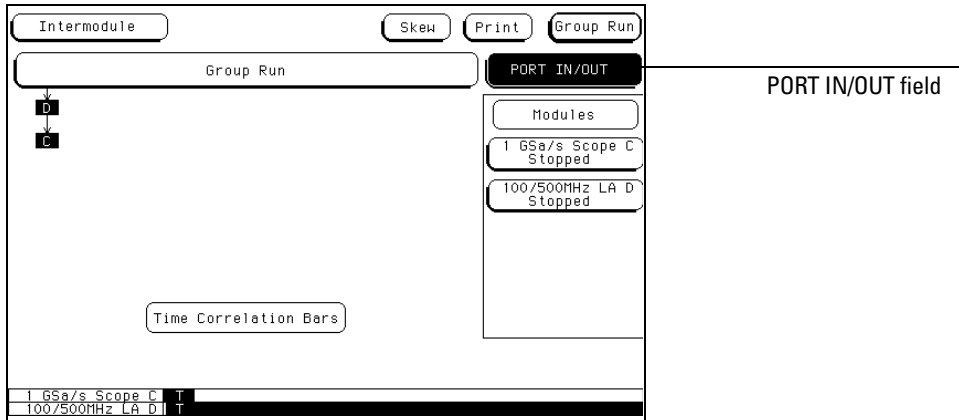 Intermodule
Skew
Print
Group Run
Group Run
PORT IN/OUT
PORT IN/OUT field
D
C
Modules
1 GSa/s Scope C
Stopped
100/500MHz LA D
Stopped
Time Correlation Bars
1 GSa/s Scope C T
100/500MHz LA D T